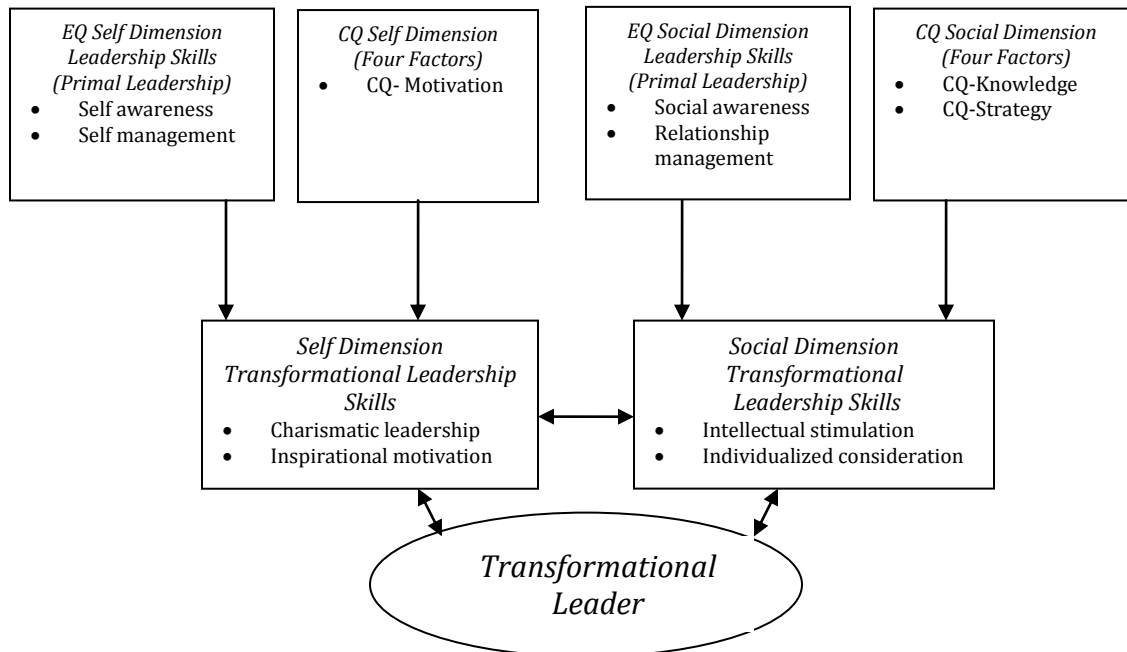 EQ Self Dimension
Leadership Skills
(Primal Leadership)
• Self awareness
• Self management
CQ Self Dimension
(Four Factors)
• CQ- Motivation
EQ Social Dimension
Leadership Skills
(Primal Leadership)
• Social awareness
• Relationship
management
CQ Social Dimension
(Four Factors)
• CQ-Knowledge
• CQ-Strategy
Self Dimension
Transformational Leadership
Skills
• Charismatic leadership
• Inspirational motivation
Social Dimension
Transformational
Leadership Skills
• Intellectual stimulation
• Individualized consideration
Transformational
Leader